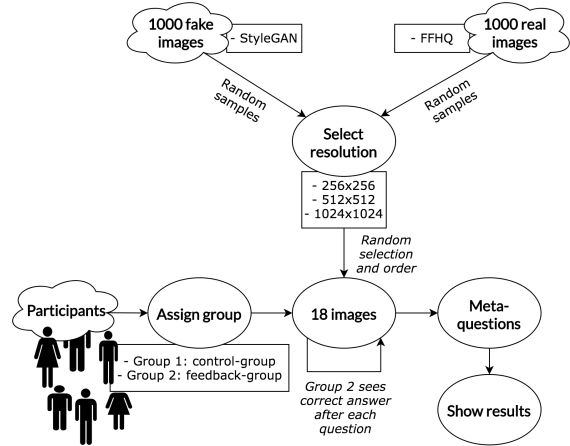 1000 fake
images
- StyleGAN
- FFHQ
1000 real
images
Random
samples
Random
samples
Select
resolution
- 256x256
- 512x512
- 1024x1024
Random
selection
and order
Participants
Assign group
18 images
Meta-
questions
- Group 1: control-group
- Group 2: feedback-group
Group 2 sees
correct answer
after each
question
Show results